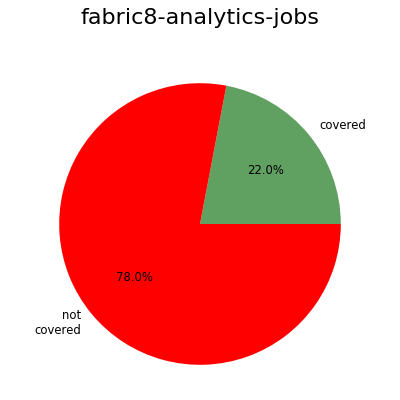 fabric8-analytics-jobs
covered
22.0%
78.0%
not
covered